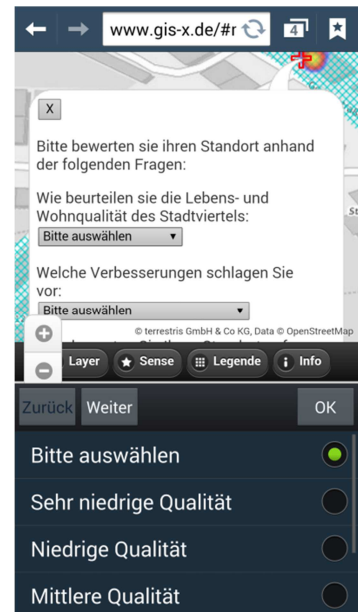 www.gis-x.de/#r
4
X
Bitte bewerten sie ihren Standort anhand
der folgenden Fragen:
Wie beurteilen sie die Lebens- und
Wohnqualität des Stadtviertels:
Bitte auswählen
St
Welche Verbesserungen schlagen Sie
vor:
Bitte auswählen
© terrestris GmbH & Co KG, Data © OpenStreetMap
Layer Sense Legende Info
Zurück Weiter OK
Bitte auswählen
Sehr niedrige Qualität
Niedrige Qualität
Mittlere Qualität